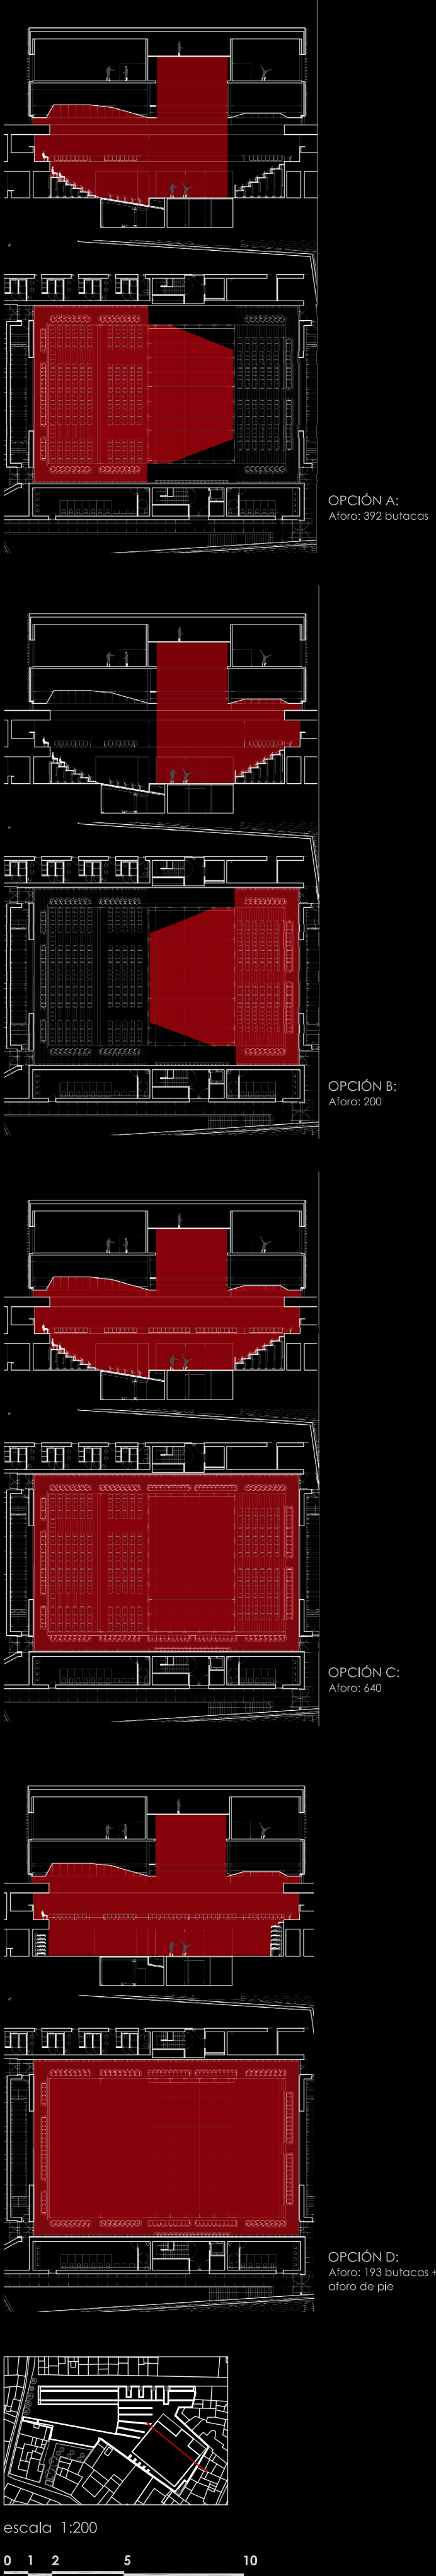 OPCIÓN A:
Aforo: 392 butacas
OPCIÓN B:
Aforo: 200
OPCIÓN C:
Aforo: 640
OPCIÓN D:
Aforo: 193 butacas +
aforo de pie
escala 1:200
0 1 2 5 10